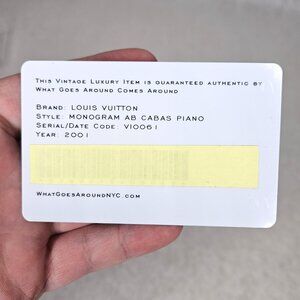 This Vintage Luxury Item is guaranteed authentic by
What Goes Around Comes Around
Brand: LOUIS VUITTON
Style: MONOGRAM AB CABAS PIANO
Serial/Date Code: VI0061
Year: 2001
WhatGoesAroundNYC.com